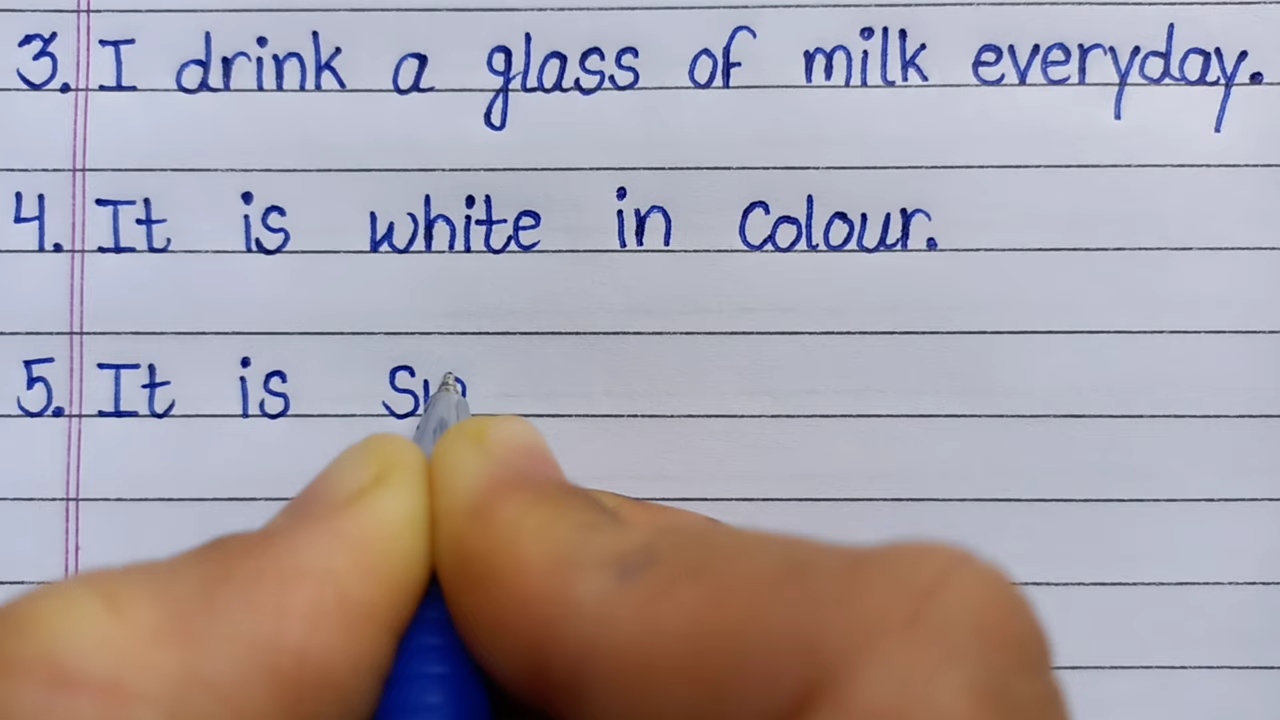 3. I drink a glass of milk everyday.
4. It is white in colour.
5. It is